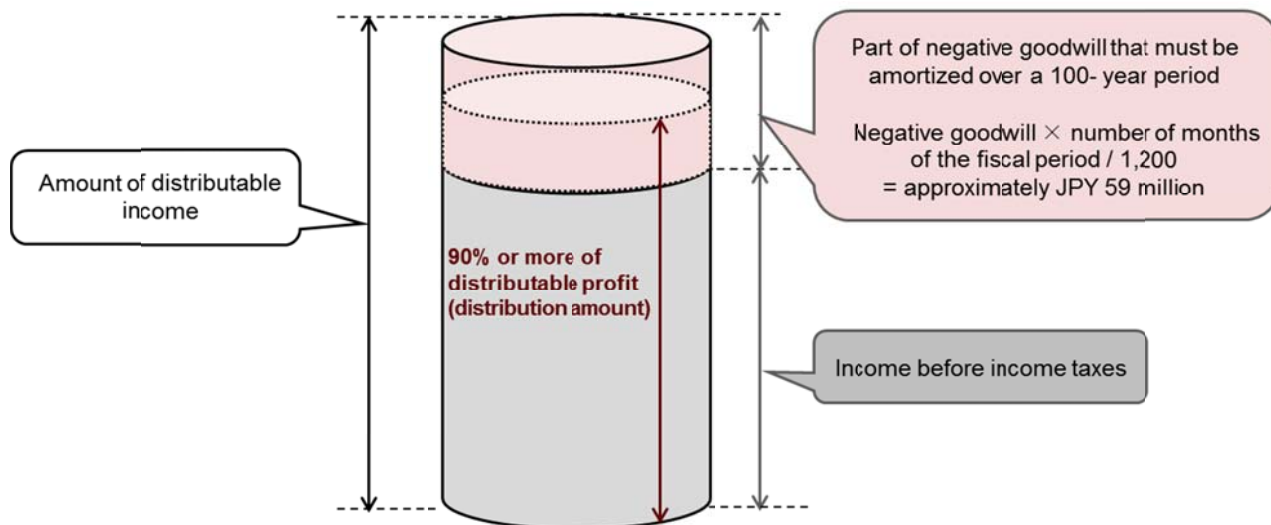 Part of negative goodwill that must be
amortized over a 100- year period
Negative goodwill × number of months
of the fiscal period / 1,200
= approximately JPY 59 million
Amount of distributable
income
90% or more of
distributable profit
(distribution amount)
Income before income taxes